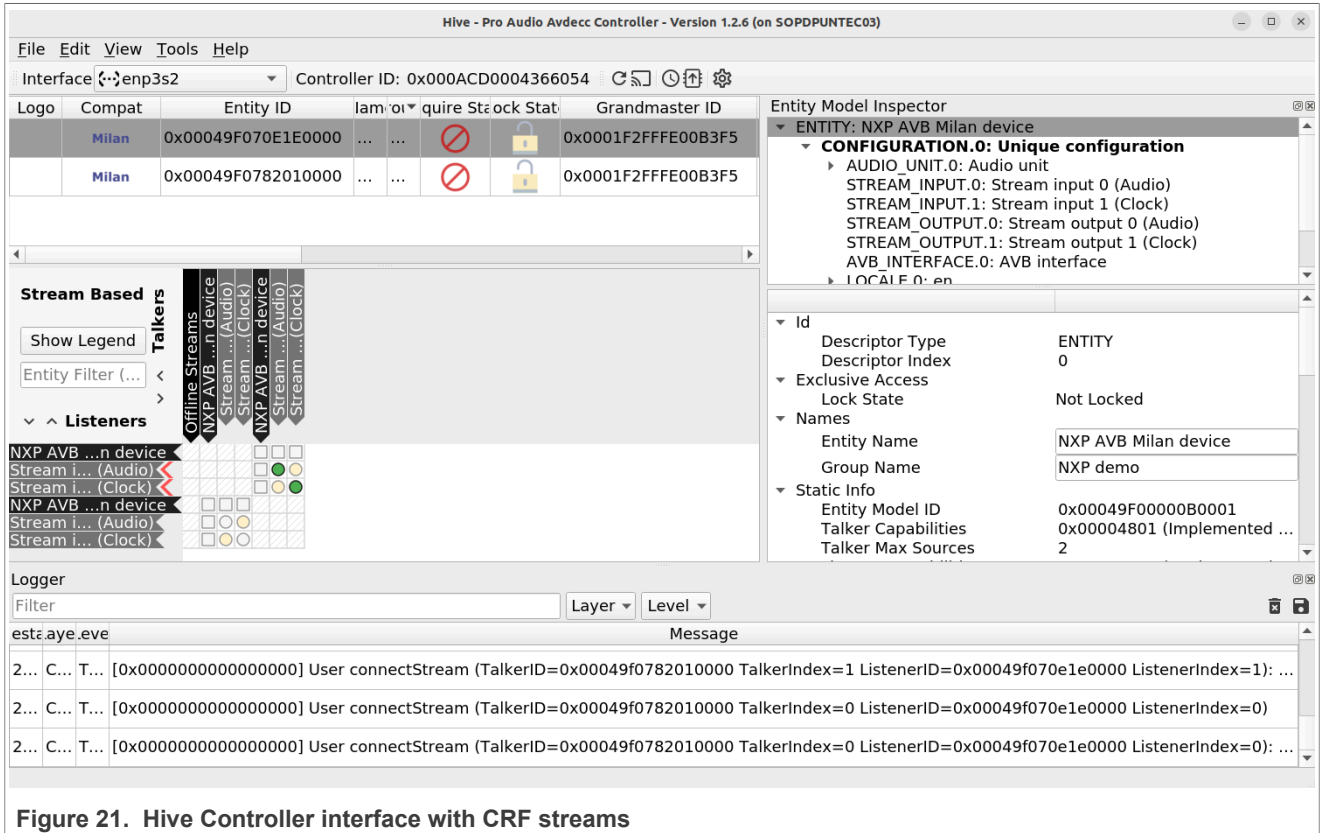 Hive - Pro Audio Avdecc Controller - Version 1.2.6 (on SOPDPUNTEC03)
File Edit View Tools Help
Interface enp3s2 Controller ID: 0x000ACD0004366054
Logo Compat Entity ID quire Sta ock Stat Grandmaster ID
Milan 0x00049F070E1E0000 ... ... 0x0001F2FFFE00B3F5
Milan 0x00049F0782010000 ... ... 0x0001F2FFFE00B3F5
Stream Based
Talkers
Show Legend
Entity Filter (...
Listeners
Offline Streams
NXP AVB ...n device
Stream ...(Audio)
Stream ...(Clock)
NXP AVB ...n device
Stream ...(Audio)
Stream ...(Clock)
NXP AVB ...n device
Stream i... (Audio)
Stream i... (Clock)
NXP AVB ...n device
Stream i... (Audio)
Stream i... (Clock)
Entity Model Inspector
ENTITY: NXP AVB Milan device
CONFIGURATION.0: Unique configuration
AUDIO_UNIT.0: Audio unit
STREAM_INPUT.0: Stream input 0 (Audio)
STREAM_INPUT.1: Stream input 1 (Clock)
STREAM_OUTPUT.0: Stream output 0 (Audio)
STREAM_OUTPUT.1: Stream output 1 (Clock)
AVB_INTERFACE.0: AVB interface
LOCALE.0: en
Id
Descriptor Type ENTITY
Descriptor Index 0
Exclusive Access
Lock State Not Locked
Names
Entity Name NXP AVB Milan device
Group Name NXP demo
Static Info
Entity Model ID 0x00049F00000B0001
Talker Capabilities 0x00004801 (Implemented ...
Talker Max Sources 2
Logger
Filter Layer Level
esta aye eve Message
2... C... T... [0x0000000000000000] User connectStream (TalkerID=0x00049f0782010000 TalkerIndex=1 ListenerID=0x00049f070e1e0000 ListenerIndex=1): ...
2... C... T... [0x0000000000000000] User connectStream (TalkerID=0x00049f0782010000 TalkerIndex=0 ListenerID=0x00049f070e1e0000 ListenerIndex=0)
2... C... T... [0x0000000000000000] User connectStream (TalkerID=0x00049f0782010000 TalkerIndex=0 ListenerID=0x00049f070e1e0000 ListenerIndex=0): ...
Figure 21. Hive Controller interface with CRF streams